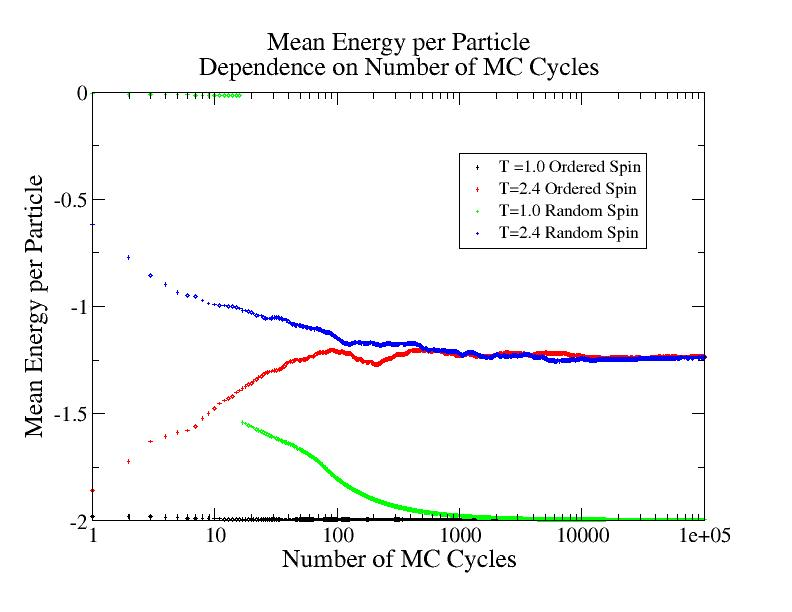 Mean Energy per Particle
Dependence on Number of MC Cycles
Mean Energy per Particle
0
-0.5
-1
-1.5
-2
T =1.0 Ordered Spin
T=2.4 Ordered Spin
T=1.0 Random Spin
T=2.4 Random Spin
1
10
100
1000
10000
1e+05
Number of MC Cycles